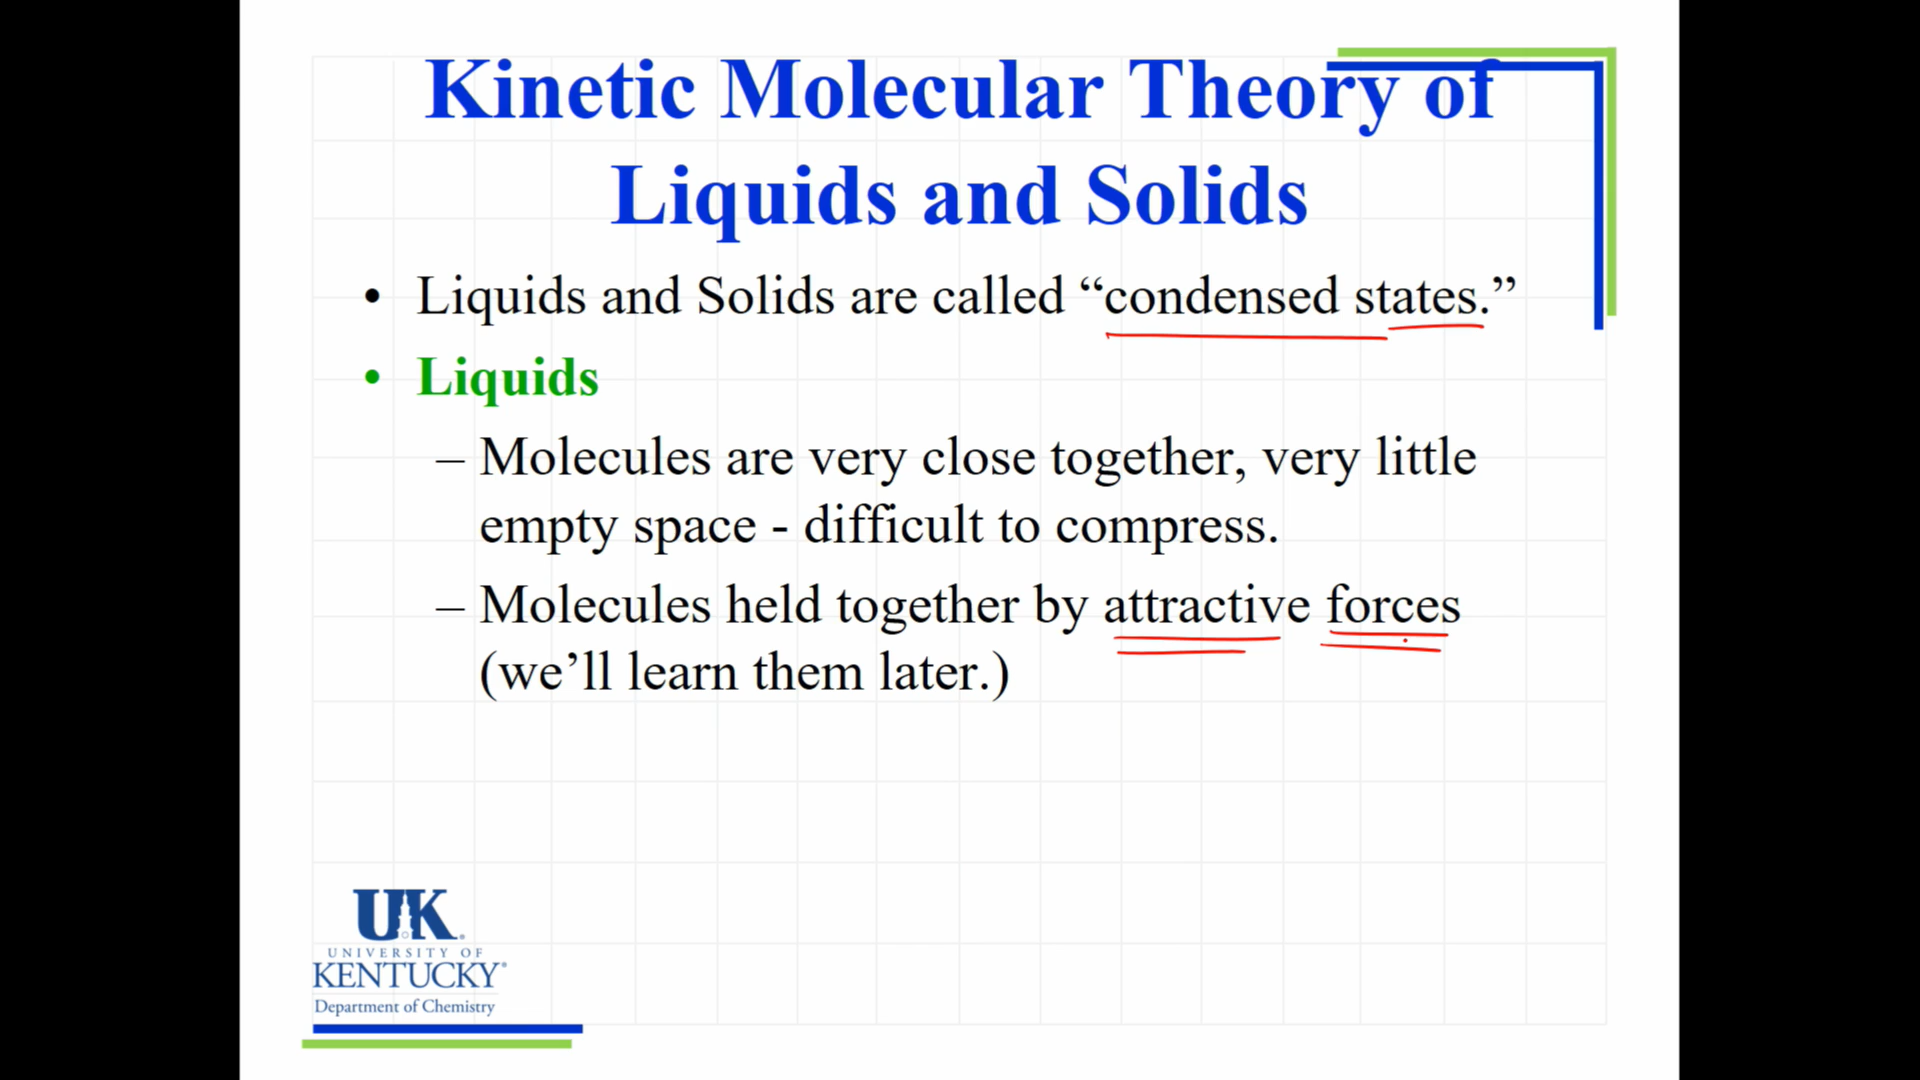 Kinetic Molecular Theory of
Liquids and Solids
• Liquids and Solids are called “condensed states.”
• Liquids
– Molecules are very close together, very little
empty space - difficult to compress.
– Molecules held together by attractive forces
(we’ll learn them later.)
UK®
UNIVERSITY OF
KENTUCKY®
Department of Chemistry